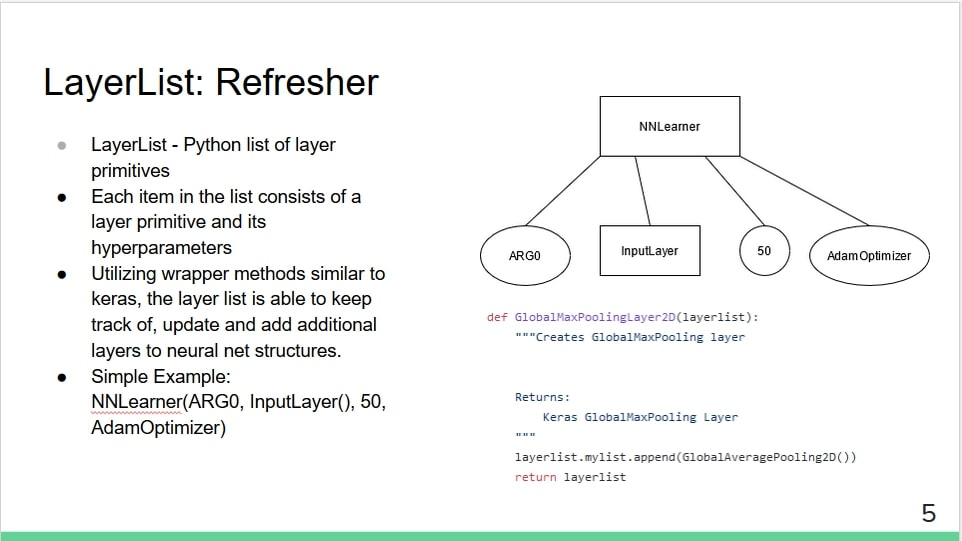 LayerList: Refresher
● LayerList - Python list of layer
primitives
● Each item in the list consists of a
layer primitive and its
hyperparameters
● Utilizing wrapper methods similar to
keras, the layer list is able to keep
track of, update and add additional
layers to neural net structures.
● Simple Example:
NNLearner(ARG0, InputLayer(), 50,
AdamOptimizer)
NNLearner
ARG0 InputLayer 50 AdamOptimizer
def GlobalMaxPoolingLayer2D(layerlist):
"""Creates GlobalMaxPooling layer
Returns:
Keras GlobalMaxPooling Layer
"""
layerlist.mylist.append(GlobalAveragePooling2D())
return layerlist
5